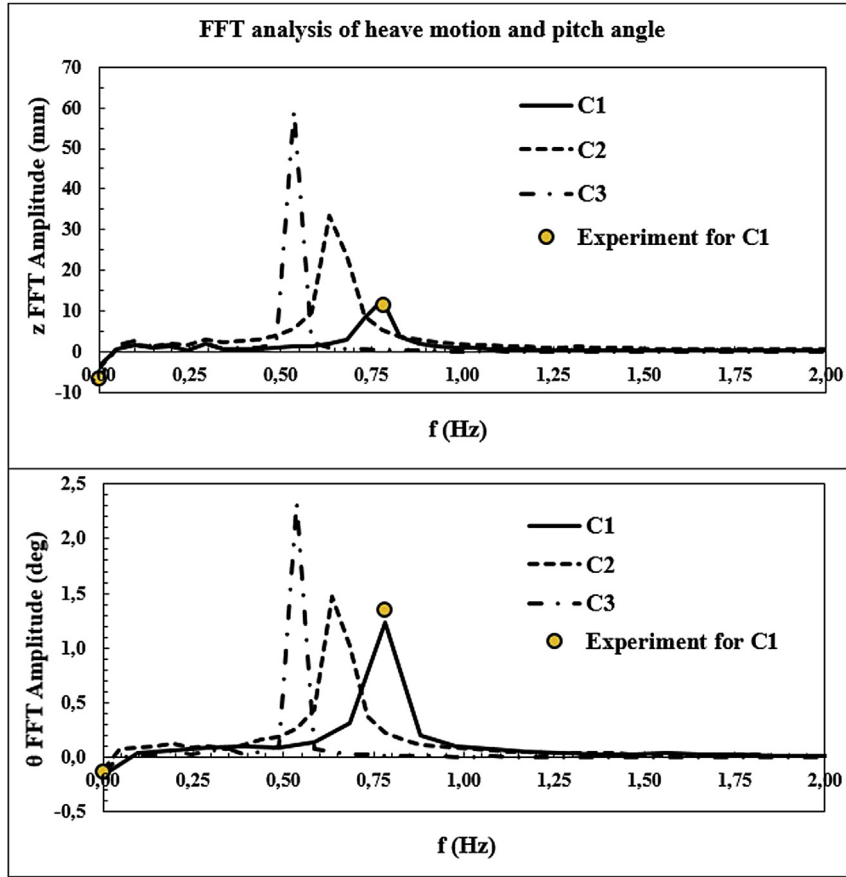 FFT analysis of heave motion and pitch angle
z FFT Amplitude (mm)
70
60
50
40
30
20
10
0
-10
C1
C2
C3
Experiment for C1
0,00 0,25 0,50 0,75 1,00 1,25 1,50 1,75 2,00
f (Hz)
θ FFT Amplitude (deg)
2,5
2,0
1,5
1,0
0,5
0,0
-0,5
C1
C2
C3
Experiment for C1
0,00 0,25 0,50 0,75 1,00 1,25 1,50 1,75 2,00
f (Hz)